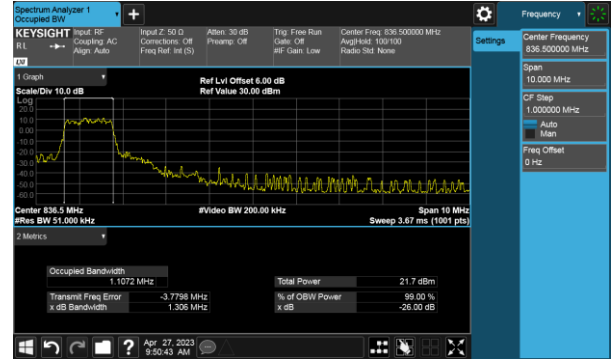 Spectrum Analyzer 1
Occupied BW
Frequency
KEYSIGHT
R L
LXI
Input: RF
Coupling: AC
Align: Auto
Input Z: 50 Ω
Corrections: Off
Freq Ref: Int (S)
Atten: 30 dB
Preamp: Off
Trig: Free Run
Gate: Off
#IF Gain: Low
Center Freq: 836.500000 MHz
Avg|Hold: 100/100
Radio Std: None
Settings
Center Frequency
836.500000 MHz
Span
10.000 MHz
CF Step
1.000000 MHz
Auto
Man
Freq Offset
0 Hz
1 Graph
Scale/Div 10.0 dB
Ref Lvl Offset 6.00 dB
Ref Value 30.00 dBm
Log
20.0
10.0
0.00
-10.0
-20.0
-30.0
-40.0
-50.0
-60.0
Center 836.5 MHz
#Video BW 200.00 kHz
Span 10 MHz
#Res BW 51.000 kHz
Sweep 3.67 ms (1001 pts)
2 Metrics
Occupied Bandwidth
1.1072 MHz
Total Power 21.7 dBm
Transmit Freq Error -3.7798 MHz
% of OBW Power 99.00 %
x dB Bandwidth 1.306 MHz
x dB -26.00 dB
?
Apr 27, 2023
9:50:43 AM